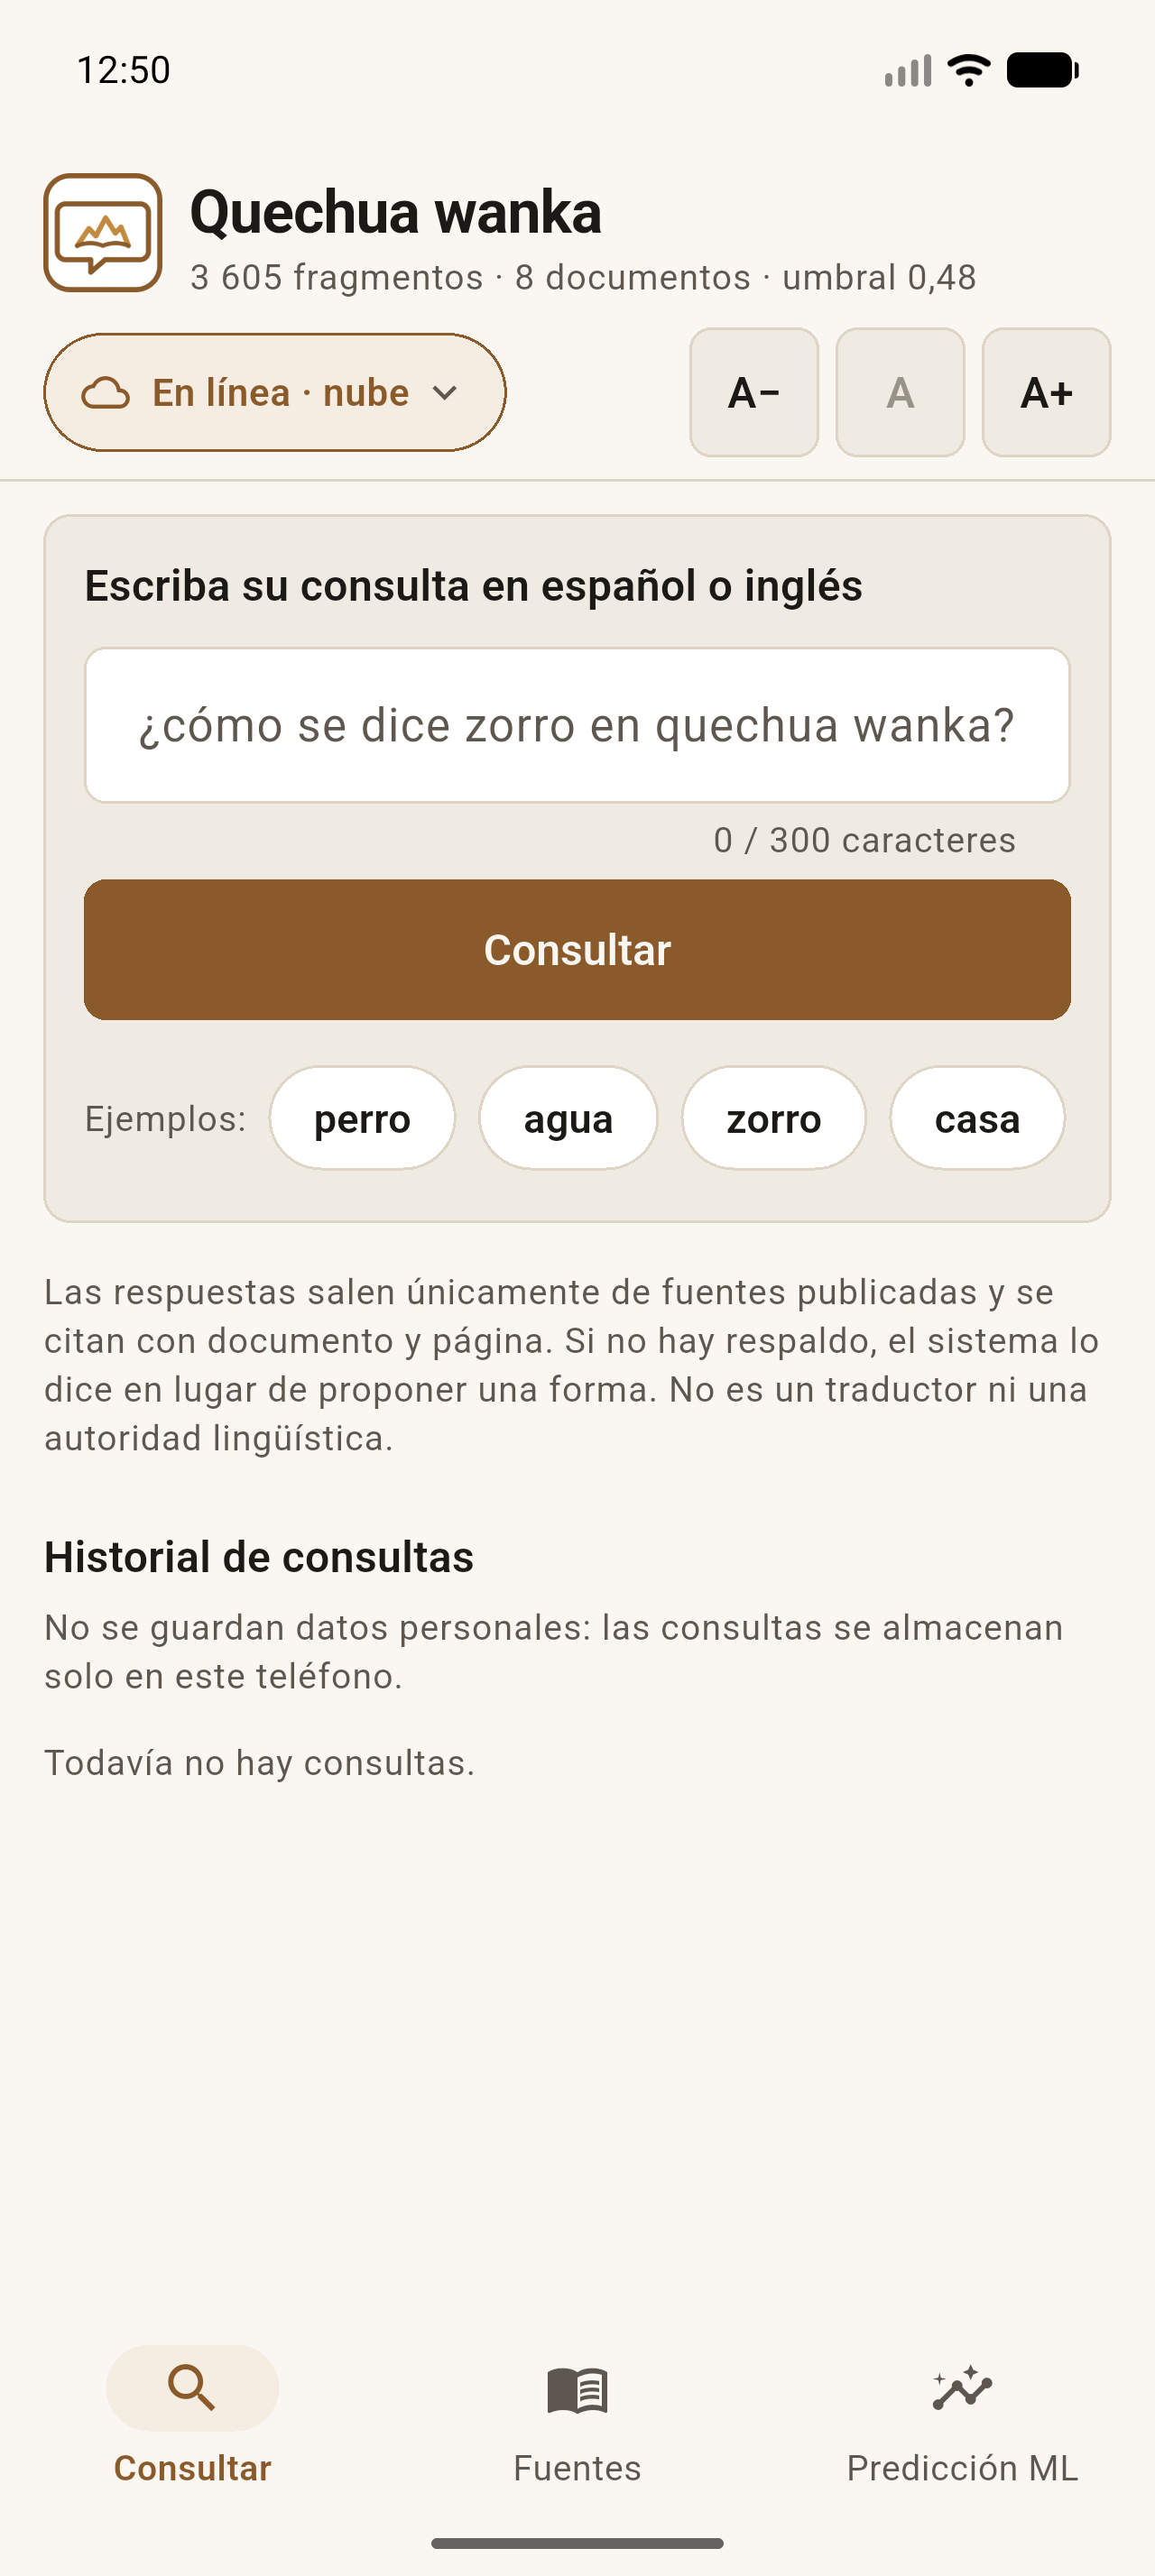 12:50
Quechua wanka
3 605 fragmentos · 8 documentos · umbral 0,48
En línea · nube
A−
A
A+
Escriba su consulta en español o inglés
¿cómo se dice zorro en quechua wanka?
0 / 300 caracteres
Consultar
Ejemplos:
perro
agua
zorro
casa
Las respuestas salen únicamente de fuentes publicadas y se
citan con documento y página. Si no hay respaldo, el sistema lo
dice en lugar de proponer una forma. No es un traductor ni una
autoridad lingüística.
Historial de consultas
No se guardan datos personales: las consultas se almacenan
solo en este teléfono.
Todavía no hay consultas.
Consultar
Fuentes
Predicción ML